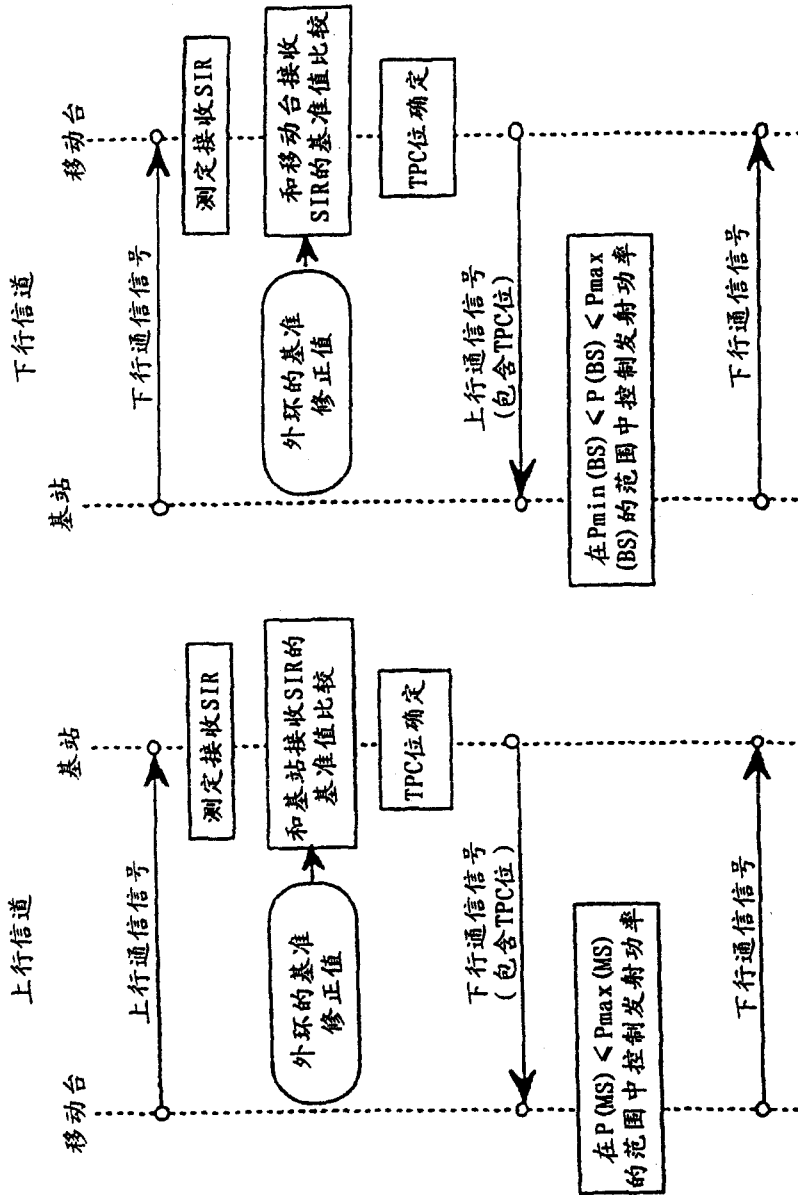 上行信道
移动台
基站
上行通信信号
测定接收SIR
外环的基准
修正值
和基站接收SIR的
基准值比较
TPC位确定
下行通信信号
(包含TPC位)
在P(MS)<Pmax(MS)
的范围中控制发射功率
下行通信信号
下行信道
基站
移动台
下行通信信号
测定接收SIR
外环的基准
修正值
和移动台接收
SIR的基准值比较
TPC位确定
上行通信信号
(包含TPC位)
在Pmin(BS)<P(BS)<Pmax
(BS)的范围中控制发射功率
下行通信信号